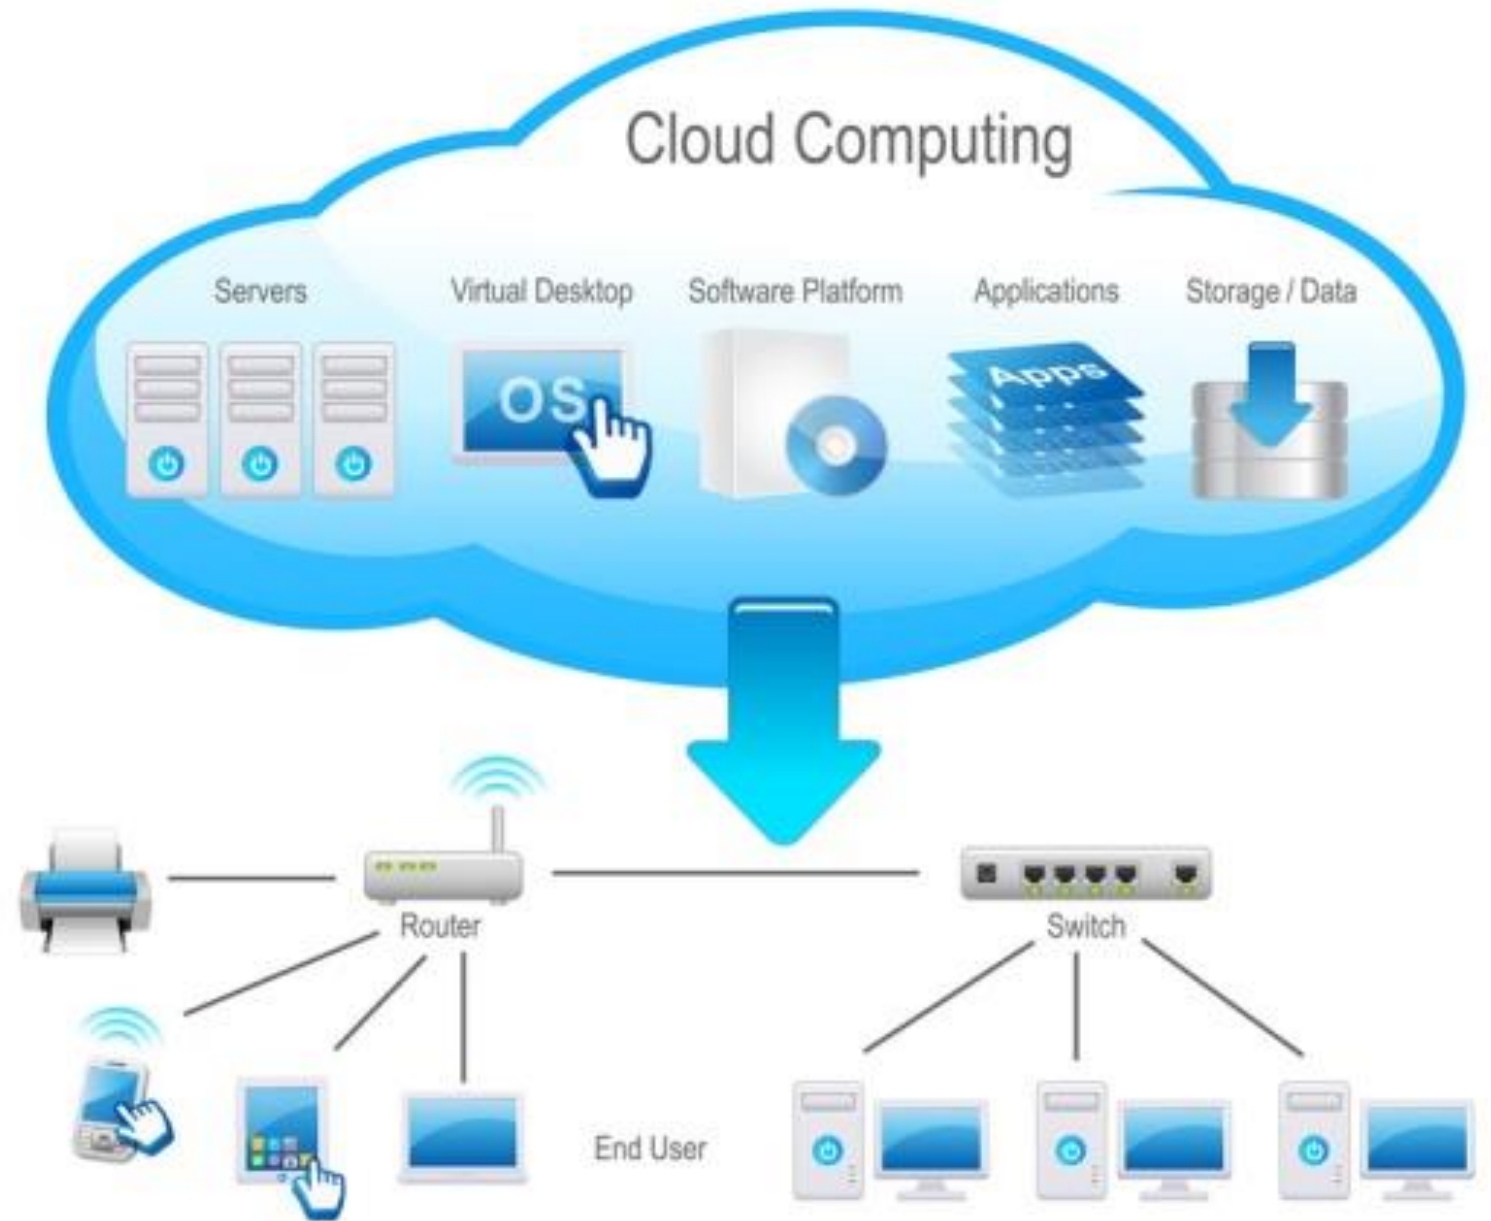 Cloud Computing
Servers
Virtual Desktop
Software Platform
Applications
Storage / Data
OS
Apps
Router
Switch
End User